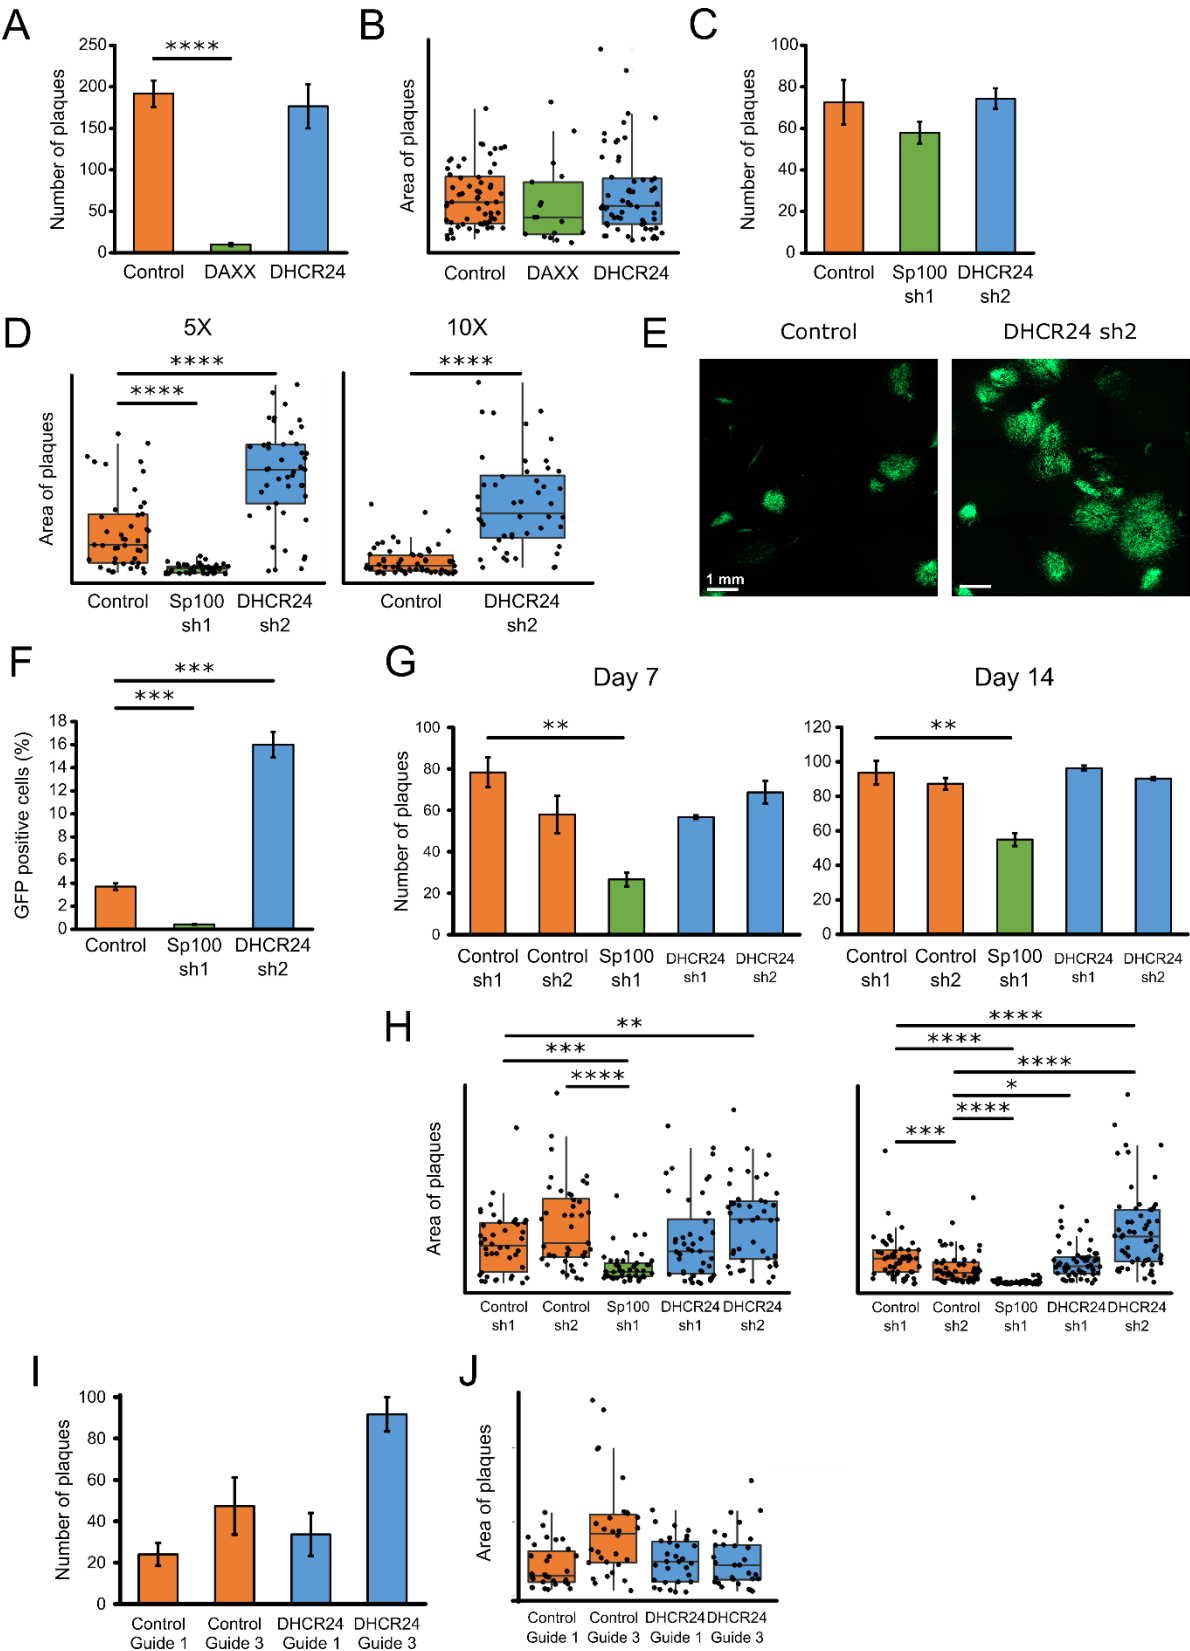 A
Number of plaques
250
200
150
100
50
0
****
Control DAXX DHCR24
B
Area of plaques
Control DAXX DHCR24
C
Number of plaques
100
80
60
40
20
0
Control Sp100 DHCR24
sh1 sh2
D
5X 10X
Area of plaques
****
****
****
Control Sp100 DHCR24
sh1 sh2
Control DHCR24
sh2
E
Control DHCR24 sh2
1 mm
F
GFP positive cells (%)
***
***
18
16
14
12
10
8
6
4
2
0
Control Sp100 DHCR24
sh1 sh2
G
Day 7 Day 14
Number of plaques
100
80
60
40
20
0
**
Control Control Sp100 DHCR24 DHCR24
sh1 sh2 sh1 sh1 sh2
120
100
80
60
40
20
0
**
Control Control Sp100 DHCR24 DHCR24
sh1 sh2 sh1 sh1 sh2
H
Area of plaques
**
***
****
Control Control Sp100 DHCR24 DHCR24
sh1 sh2 sh1 sh1 sh2
****
****
****
*
****
***
Control Control Sp100 DHCR24 DHCR24
sh1 sh2 sh1 sh1 sh2
I
Number of plaques
100
80
60
40
20
0
Control Control DHCR24 DHCR24
Guide 1 Guide 3 Guide 1 Guide 3
J
Area of plaques
Control Control DHCR24 DHCR24
Guide 1 Guide 3 Guide 1 Guide 3